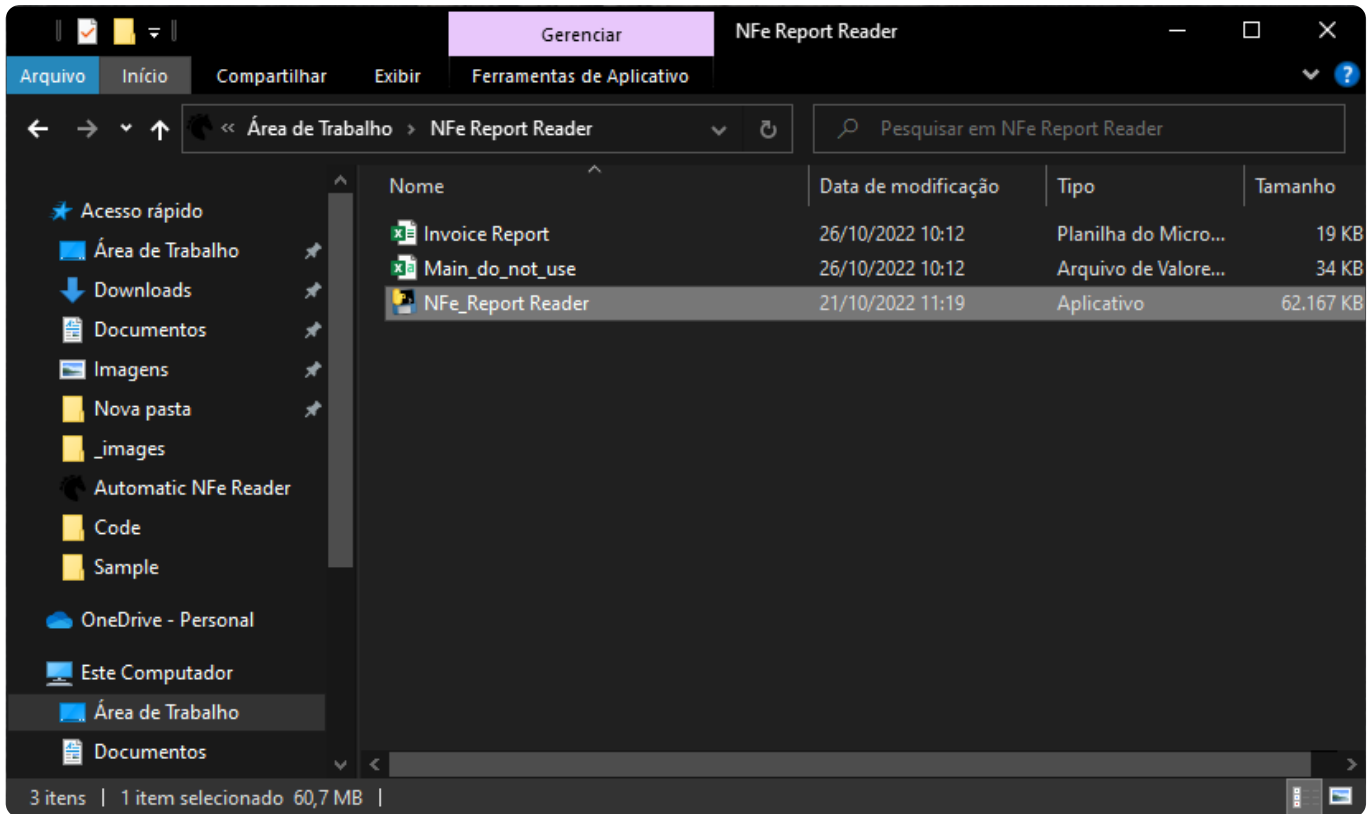 Gerenciar NFe Report Reader
Arquivo Início Compartilhar Exibir Ferramentas de Aplicativo
« Área de Trabalho › NFe Report Reader Pesquisar em NFe Report Reader
Nome Data de modificação Tipo Tamanho
Invoice Report 26/10/2022 10:12 Planilha do Micro... 19 KB
Main_do_not_use 26/10/2022 10:12 Arquivo de Valore... 34 KB
NFe_Report Reader 21/10/2022 11:19 Aplicativo 62.167 KB
Acesso rápido
Área de Trabalho
Downloads
Documentos
Imagens
Nova pasta
_images
Automatic NFe Reader
Code
Sample
OneDrive - Personal
Este Computador
Área de Trabalho
Documentos
3 itens | 1 item selecionado 60,7 MB |